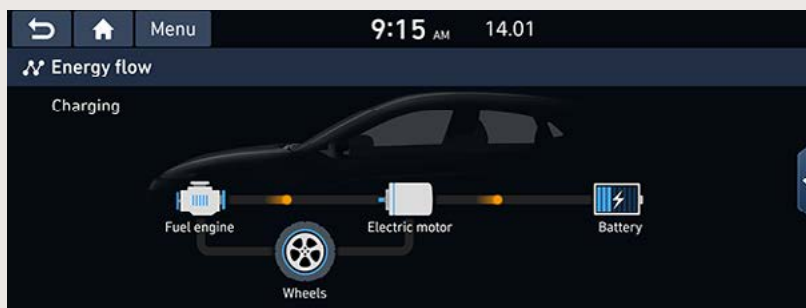 Menu
9:15 AM 14.01
Energy flow
Charging
Fuel engine
Electric motor
Battery
Wheels